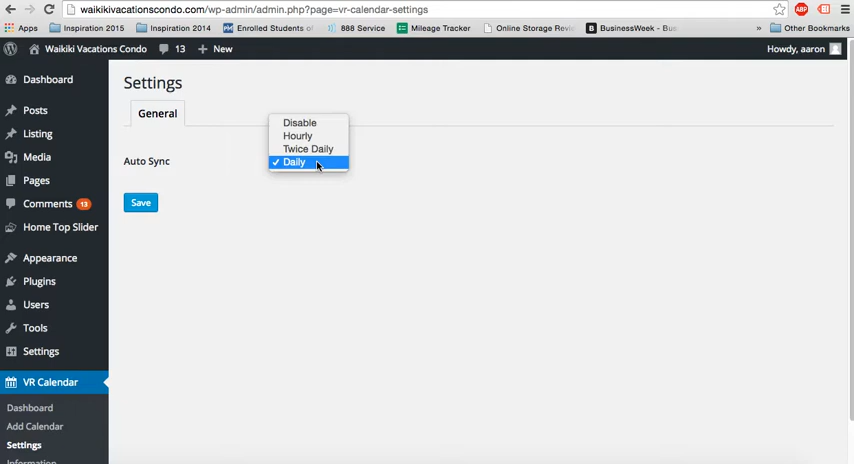 waikikivacationscondo.com/wp-admin/admin.php?page=vr-calendar-settings
ABP
Apps Inspiration 2015 Inspiration 2014 Enrolled Students of 888 Service Mileage Tracker Online Storage Revi BusinessWeek - Bus » Other Bookmarks
Waikiki Vacations Condo 13 + New Howdy, aaron
Dashboard
Posts
Listing
Media
Pages
Comments 13
Home Top Slider
Appearance
Plugins
Users
Tools
Settings
VR Calendar
Dashboard
Add Calendar
Settings
Information
Settings
General
Auto Sync
Disable
Hourly
Twice Daily
✓ Daily
Save